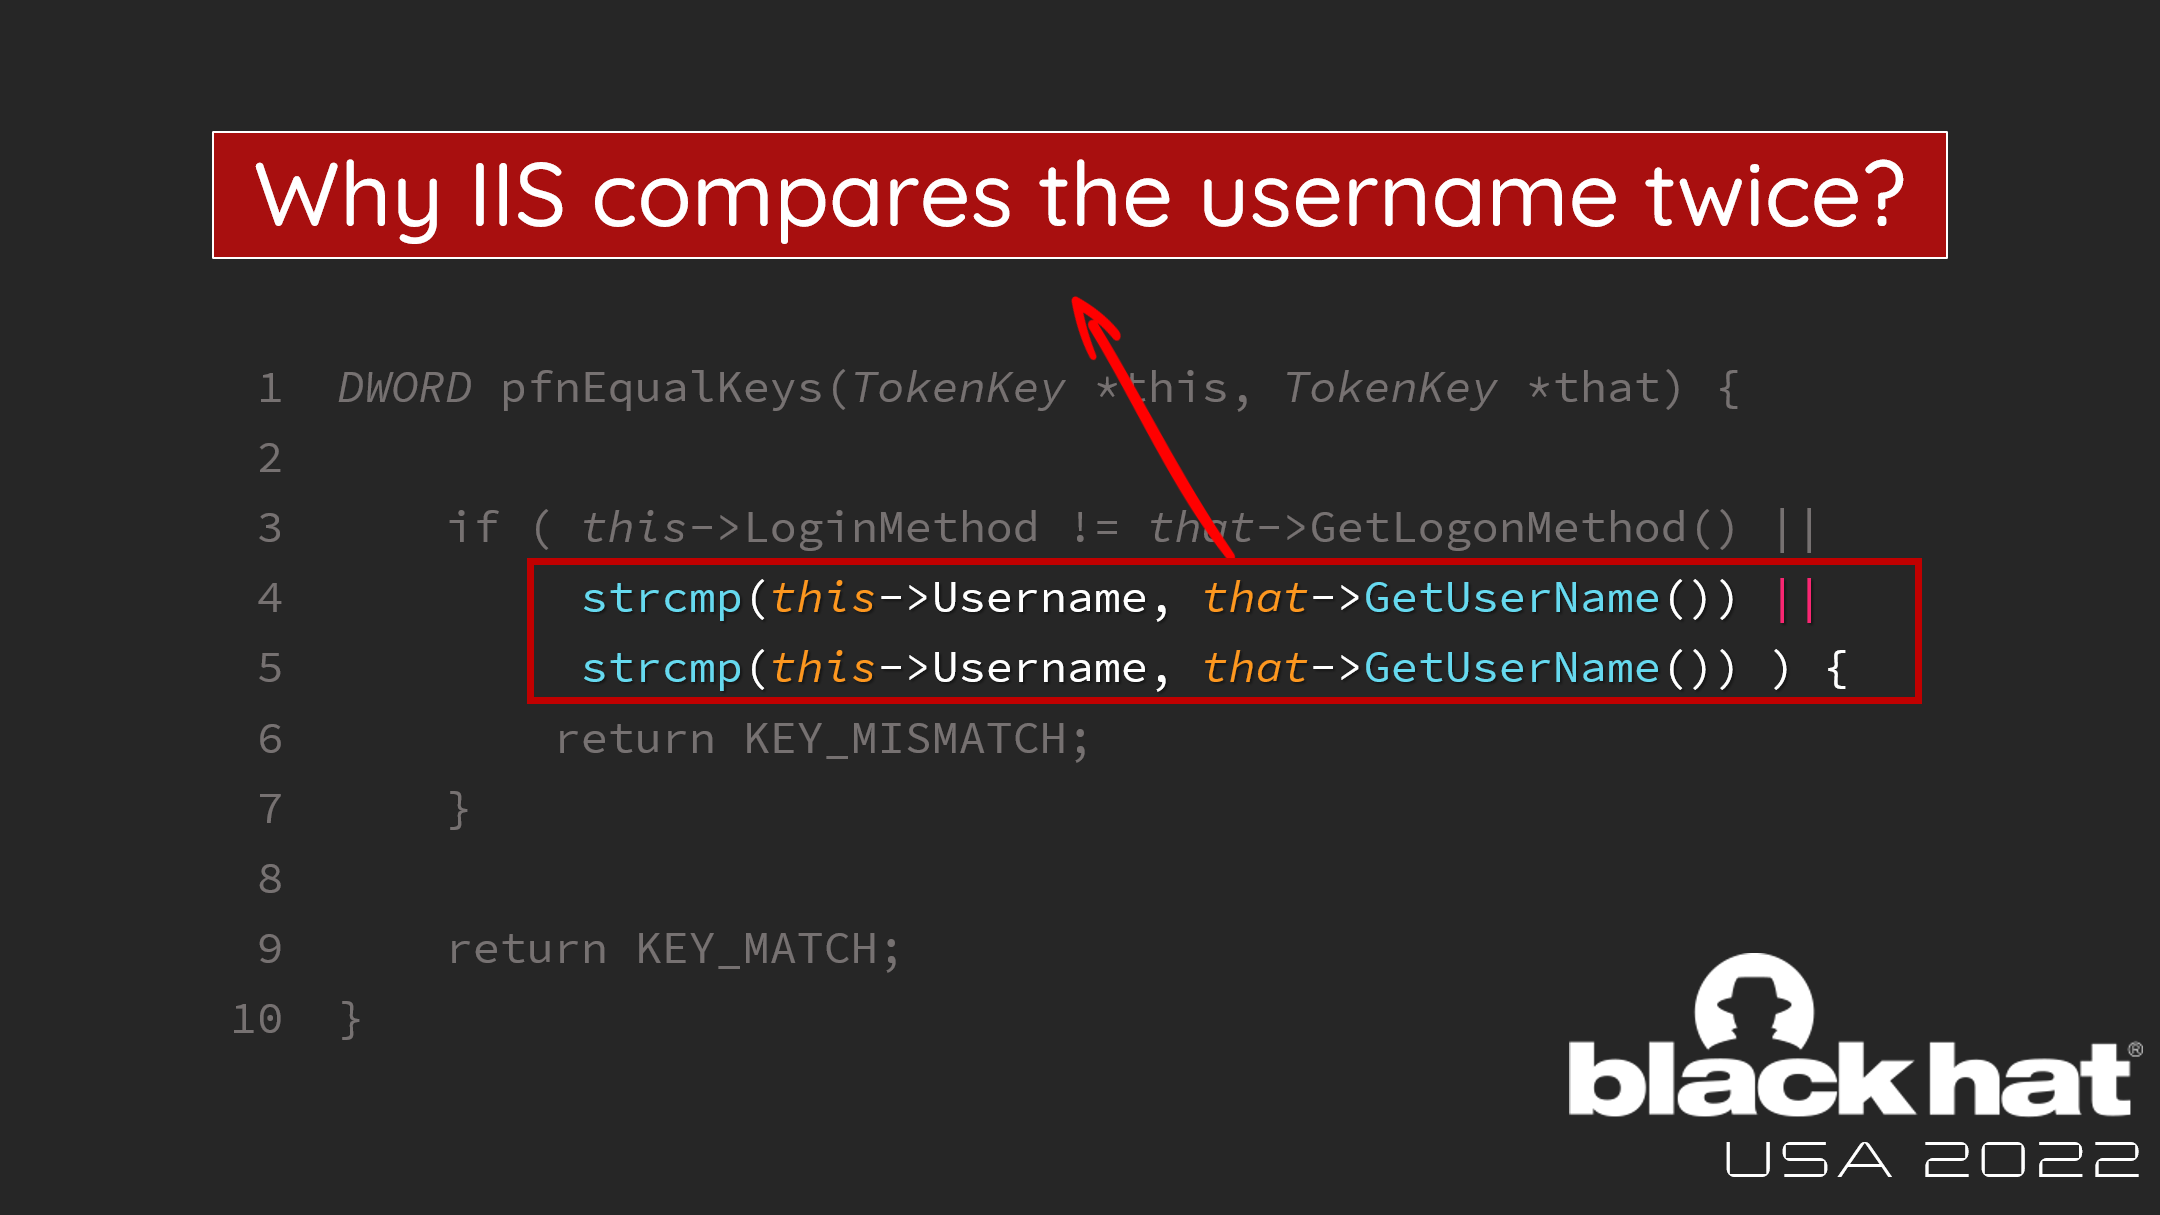 Why IIS compares the username twice?
1 DWORD pfnEqualKeys(TokenKey *this, TokenKey *that) {
2
3 if ( this->LoginMethod != that->GetLogonMethod() ||
4 strcmp(this->Username, that->GetUserName()) ||
5 strcmp(this->Username, that->GetUserName()) ) {
6 return KEY_MISMATCH;
7 }
8
9 return KEY_MATCH;
10 }
black hat®
USA 2022